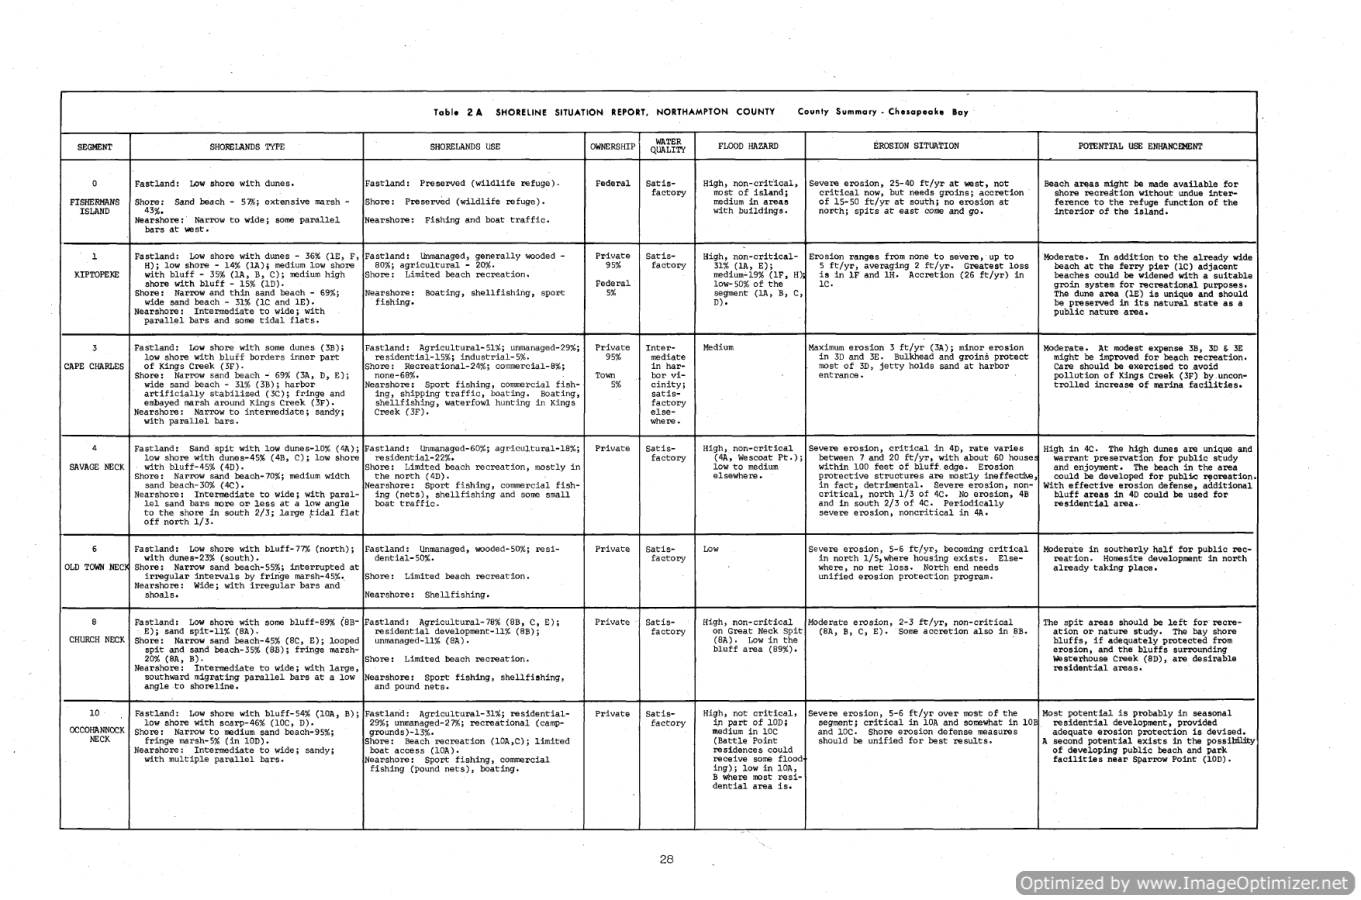 Table 2A SHORELINE SITUATION REPORT, NORTHAMPTON COUNTY County Summary - Chesapeake Bay
SEGMENT
SHORELANDS TYPE
SHORELANDS USE
OWNERSHIP
WATER
QUALITY
FLOOD HAZARD
EROSION SITUATION
POTENTIAL USE ENHANCEMENT
0
FISHERMANS
ISLAND
Fastland: Low shore with dunes.
Shore: Sand beach - 57%; extensive marsh -
43%.
Nearshore: Narrow to wide; some parallel
bars at west.
Fastland: Preserved (wildlife refuge).
Shore: Preserved (wildlife refuge).
Nearshore: Fishing and boat traffic.
Federal
Satis-
factory
High, non-critical,
most of island;
medium in areas
with buildings.
Severe erosion, 25-40 ft/yr at west, not
critical now, but needs groins; accretion
of 15-50 ft/yr at south; no erosion at
north; spits at east come and go.
Beach areas might be made available for
shore recreation without undue inter-
ference to the refuge function of the
interior of the island.
1
KIPTOPEKE
Fastland: Low shore with dunes - 36% (1E, F,
H); low shore - 14% (1A); medium low shore
with bluff - 35% (1A, B, C); medium high
shore with bluff - 15% (1D).
Shore: Narrow and thin sand beach - 69%;
wide sand beach - 31% (1C and 1E).
Nearshore: Intermediate to wide; with
parallel bars and some tidal flats.
Fastland: Unmanaged, generally wooded -
80%; agricultural - 20%.
Shore: Limited beach recreation.
Nearshore: Boating, shellfishing, sport
fishing.
Private
95%
Federal
5%
Satis-
factory
High, non-critical-
31% (1A, E);
medium-19% (1F, H);
low-50% of the
segment (1A, B, C,
D).
Erosion ranges from none to severe, up to
5 ft/yr, averaging 2 ft/yr. Greatest loss
is in 1F and 1H. Accretion (26 ft/yr) in
1C.
Moderate. In addition to the already wide
beach at the ferry pier (1C) adjacent
beaches could be widened with a suitable
groin system for recreational purposes.
The dune area (1E) is unique and should
be preserved in its natural state as a
public nature area.
3
CAPE CHARLES
Fastland: Low shore with some dunes (3B);
low shore with bluff borders inner part
of Kings Creek (3F).
Shore: Narrow sand beach - 69% (3A, D, E);
wide sand beach - 31% (3B); harbor
artificially stabilized (3C); fringe and
embayed marsh around Kings Creek (3F).
Nearshore: Narrow to intermediate; sandy;
with parallel bars.
Fastland: Agricultural-51%; unmanaged-29%;
residential-15%; industrial-5%.
Shore: Recreational-24%; commercial-8%;
none-68%.
Nearshore: Sport fishing, commercial fish-
ing, shipping traffic, boating. Boating,
shellfishing, waterfowl hunting in Kings
Creek (3F).
Private
95%
Town
5%
Inter-
mediate
in har-
bor vi-
cinity;
satis-
factory
else-
where.
Medium
Maximum erosion 3 ft/yr (3A); minor erosion
in 3D and 3E. Bulkhead and groins protect
most of 3D, jetty holds sand at harbor
entrance.
Moderate. At modest expense 3B, 3D & 3E
might be improved for beach recreation.
Care should be exercised to avoid
pollution of Kings Creek (3F) by uncon-
trolled increase of marina facilities.
4
SAVAGE NECK
Fastland: Sand spit with low dunes-10% (4A);
low shore with dunes-45% (4B, C); low shore
with bluff-45% (4D).
Shore: Narrow sand beach-70%; medium width
sand beach-30% (4C).
Nearshore: Intermediate to wide; with paral-
lel sand bars more or less at a low angle
to the shore in south 2/3; large tidal flat
off north 1/3.
Fastland: Unmanaged-60%; agricultural-18%;
residential-22%.
Shore: Limited beach recreation, mostly in
the north (4D).
Nearshore: Sport fishing, commercial fish-
ing (nets), shellfishing and some small
boat traffic.
Private
Satis-
factory
High, non-critical
(4A, Wescoat Pt.);
low to medium
elsewhere.
Severe erosion, critical in 4D, rate varies
between 7 and 20 ft/yr, with about 60 houses
within 100 feet of bluff edge. Erosion
protective structures are mostly ineffective,
in fact, detrimental. Severe erosion, non-
critical, north 1/3 of 4C. No erosion, 4B
and in south 2/3 of 4C. Periodically
severe erosion, noncritical in 4A.
High in 4C. The high dunes are unique and
warrant preservation for public study
and enjoyment. The beach in the area
could be developed for public recreation.
With effective erosion defense, additional
bluff areas in 4D could be used for
residential area.
6
OLD TOWN NECK
Fastland: Low shore with bluff-77% (north);
with dunes-23% (south).
Shore: Narrow sand beach-55%; interrupted at
irregular intervals by fringe marsh-45%.
Nearshore: Wide; with irregular bars and
shoals.
Fastland: Unmanaged, wooded-50%; resi-
dential-50%.
Shore: Limited beach recreation.
Nearshore: Shellfishing.
Private
Satis-
factory
Low
Severe erosion, 5-6 ft/yr, becoming critical
in north 1/5, where housing exists. Else-
where, no net loss. North end needs
unified erosion protection program.
Moderate in southerly half for public rec-
reation. Homesite development in north
already taking place.
8
CHURCH NECK
Fastland: Low shore with some bluff-89% (8B-
E); sand spit-11% (8A).
Shore: Narrow sand beach-45% (8C, E); looped
spit and sand beach-35% (8B); fringe marsh-
20% (8A, B).
Nearshore: Intermediate to wide; with large,
southward migrating parallel bars at a low
angle to shoreline.
Fastland: Agricultural-78% (8B, C, E);
residential development-11% (8B);
unmanaged-11% (8A).
Shore: Limited beach recreation.
Nearshore: Sport fishing, shellfishing,
and pound nets.
Private
Satis-
factory
High, non-critical
on Great Neck Spit
(8A). Low in the
bluff area (89%).
Moderate erosion, 2-3 ft/yr, non-critical
(8A, B, C, E). Some accretion also in 8B.
The spit areas should be left for recre-
ation or nature study. The bay shore
bluffs, if adequately protected from
erosion, and the bluffs surrounding
Westerhouse Creek (8D), are desirable
residential areas.
10
OCCOHANNOCK
NECK
Fastland: Low shore with bluff-54% (10A, B);
low shore with scarp-46% (10C, D).
Shore: Narrow to medium sand beach-95%;
fringe marsh-5% (in 10D).
Nearshore: Intermediate to wide; sandy;
with multiple parallel bars.
Fastland: Agricultural-31%; residential-
29%; unmanaged-27%; recreational (camp-
grounds)-13%.
Shore: Beach recreation (10A,C); limited
boat access (10A).
Nearshore: Sport fishing, commercial
fishing (pound nets), boating.
Private
Satis-
factory
High, not critical,
in part of 10D;
medium in 10C
(Battle Point
residences could
receive some flood-
ing); low in 10A,
B where most resi-
dential area is.
Severe erosion, 5-6 ft/yr over most of the
segment; critical in 10A and somewhat in 10B
and 10C. Shore erosion defense measures
should be unified for best results.
Most potential is probably in seasonal
residential development, provided
adequate erosion protection is devised.
A second potential exists in the possibility
of developing public beach and park
facilities near Sparrow Point (10D).
28
Optimized by www.ImageOptimizer.net